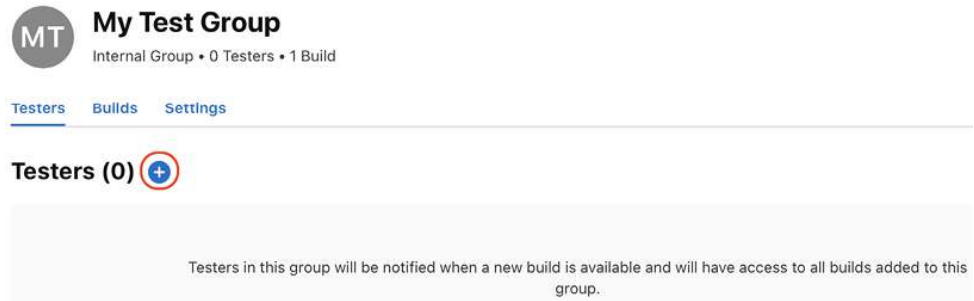 MT
My Test Group
Internal Group • 0 Testers • 1 Build
Testers Builds Settings
Testers (0)
Testers in this group will be notified when a new build is available and will have access to all builds added to this
group.